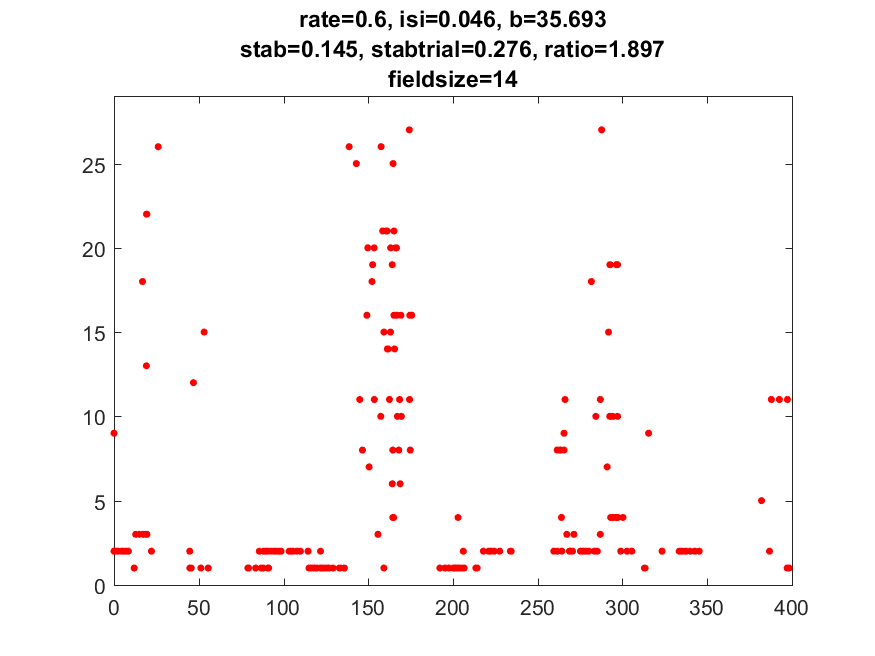 rate=0.6, isi=0.046, b=35.693
stab=0.145, stabtrial=0.276, ratio=1.897
fieldsize=14
25
20
15
10
5
0
0 50 100 150 200 250 300 350 400